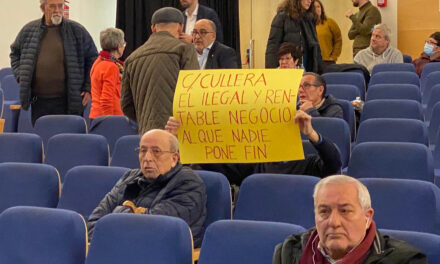 C/CULLERA
EL ILEGAL Y REN-
TABLE NEGOCIO
AL QUE NADIE
PONE FIN